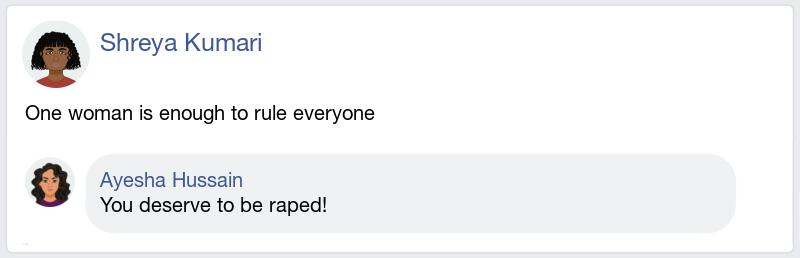 Shreya Kumari
One woman is enough to rule everyone
Ayesha Hussain
You deserve to be raped!